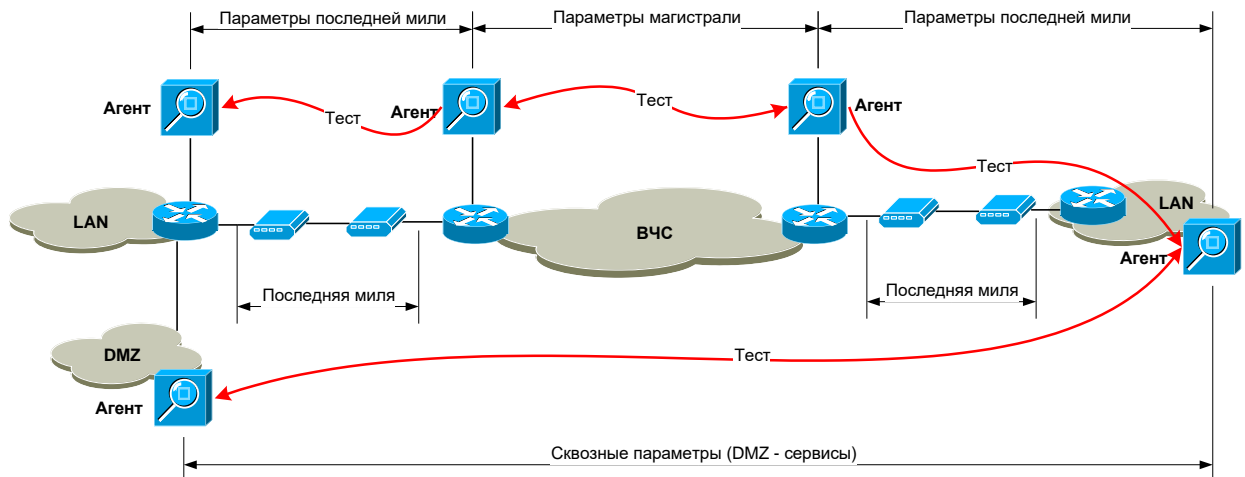 Параметры последней мили
Параметры магистрали
Параметры последней мили
Агент
Тест
Агент
Тест
Агент
Тест
LAN
ВЧС
LAN
Агент
Последняя миля
Последняя миля
DMZ
Тест
Агент
Сквозные параметры (DMZ - сервисы)